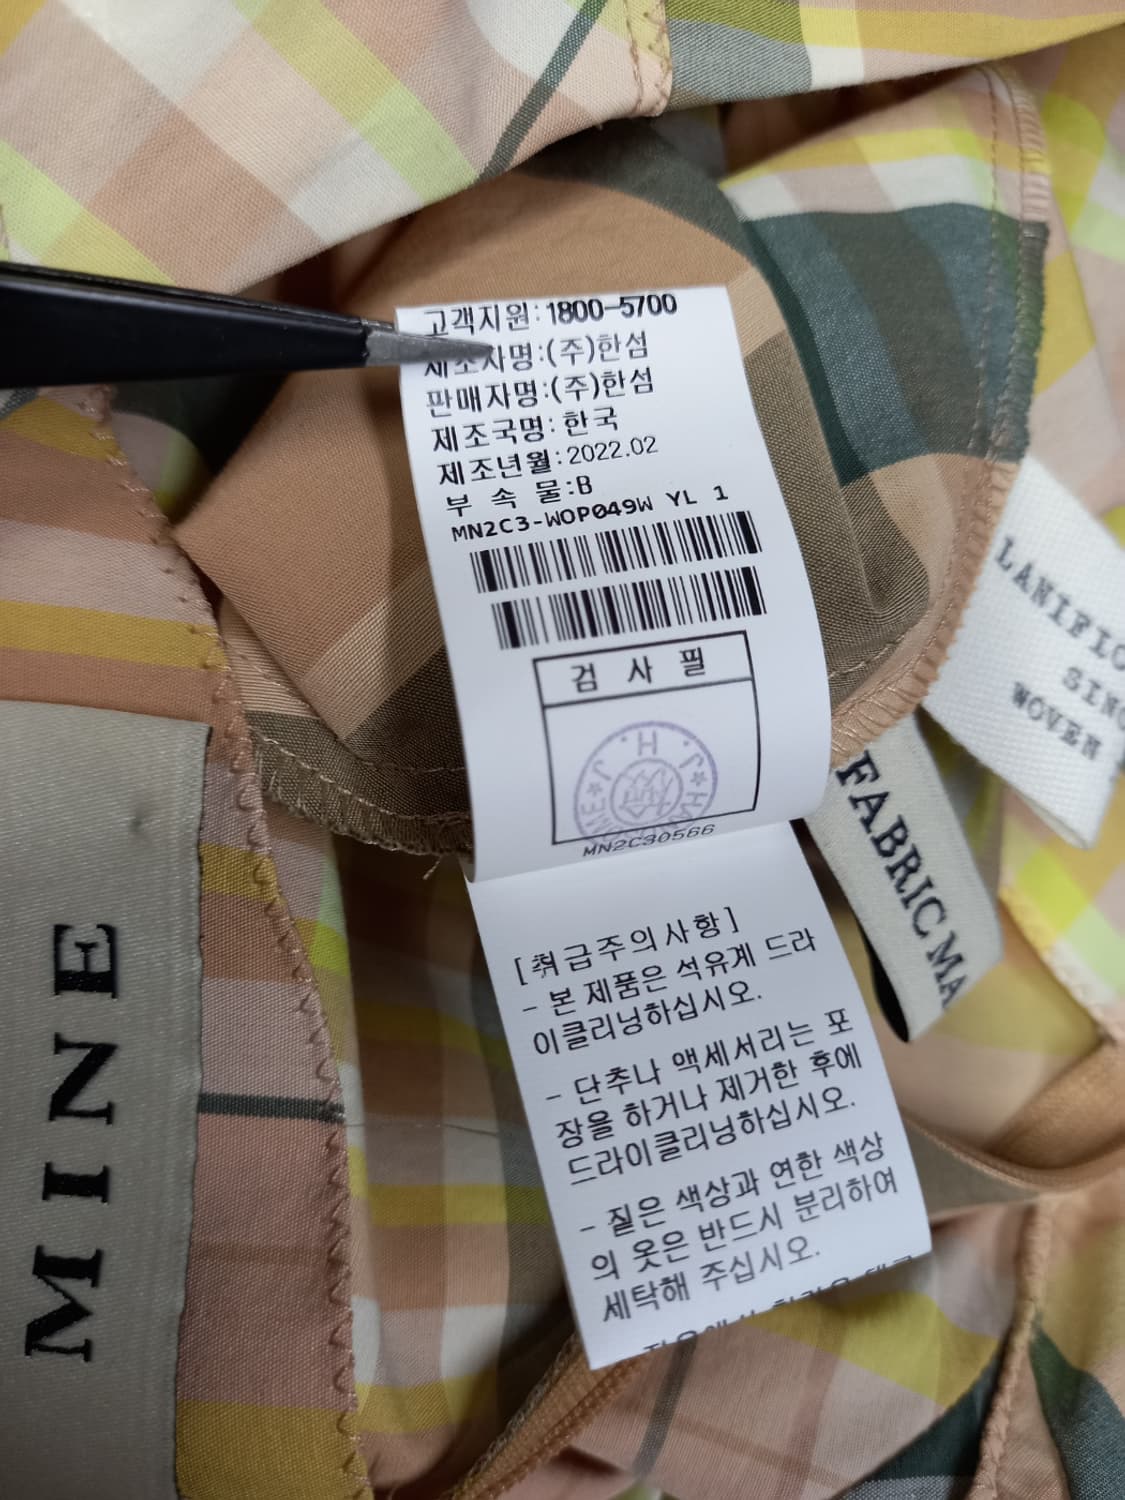 고객지원:1800-5700
제조자명:(주)한섬
판매자명:(주)한섬
제조국명:한국
제조년월:2022.02
부 속 물:B
MN2C3-WOP049W YL 1
검 사 필
H
MN2C30566
[취급주의사항]
- 본 제품은 석유계 드라
이클리닝하십시오.
- 단추나 액세서리는 포
장을 하거나 제거한 후에
드라이클리닝하십시오.
- 짙은 색상과 연한 색상
의 옷은 반드시 분리하여
세탁해 주십시오.
MINE
FABRIC MA
LANIFIC
SINC
WOVEN